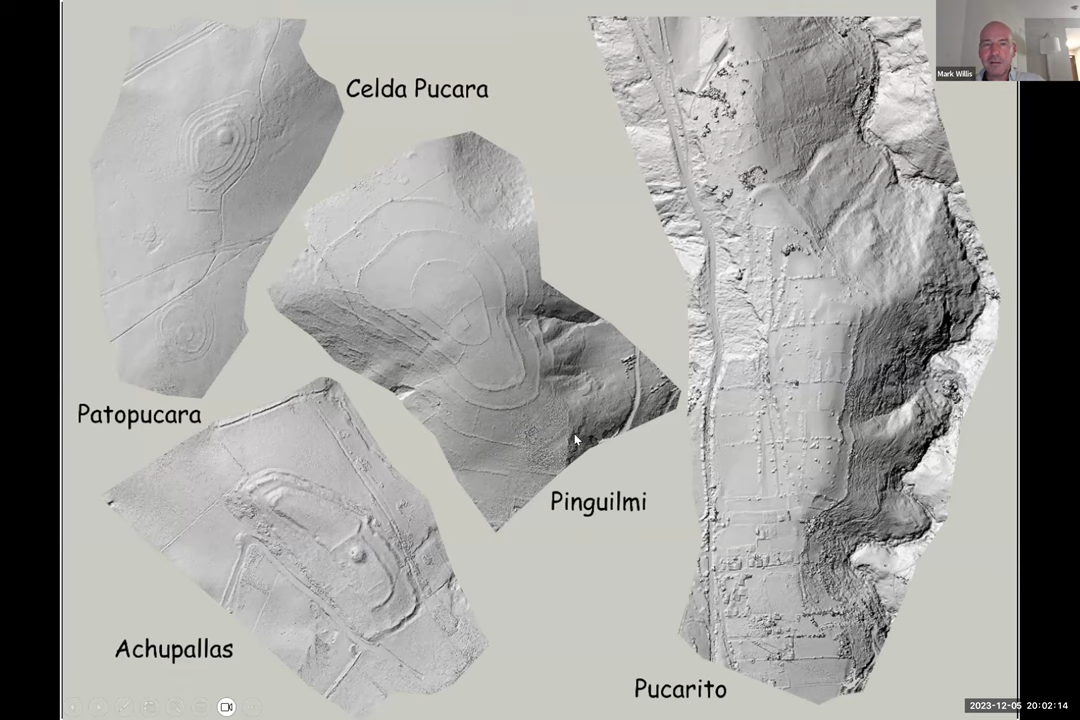 Mark Willis
Celda Pucara
Patopucara
Pinguilmi
Achupallas
Pucarito
2023-12-05 20:02:14